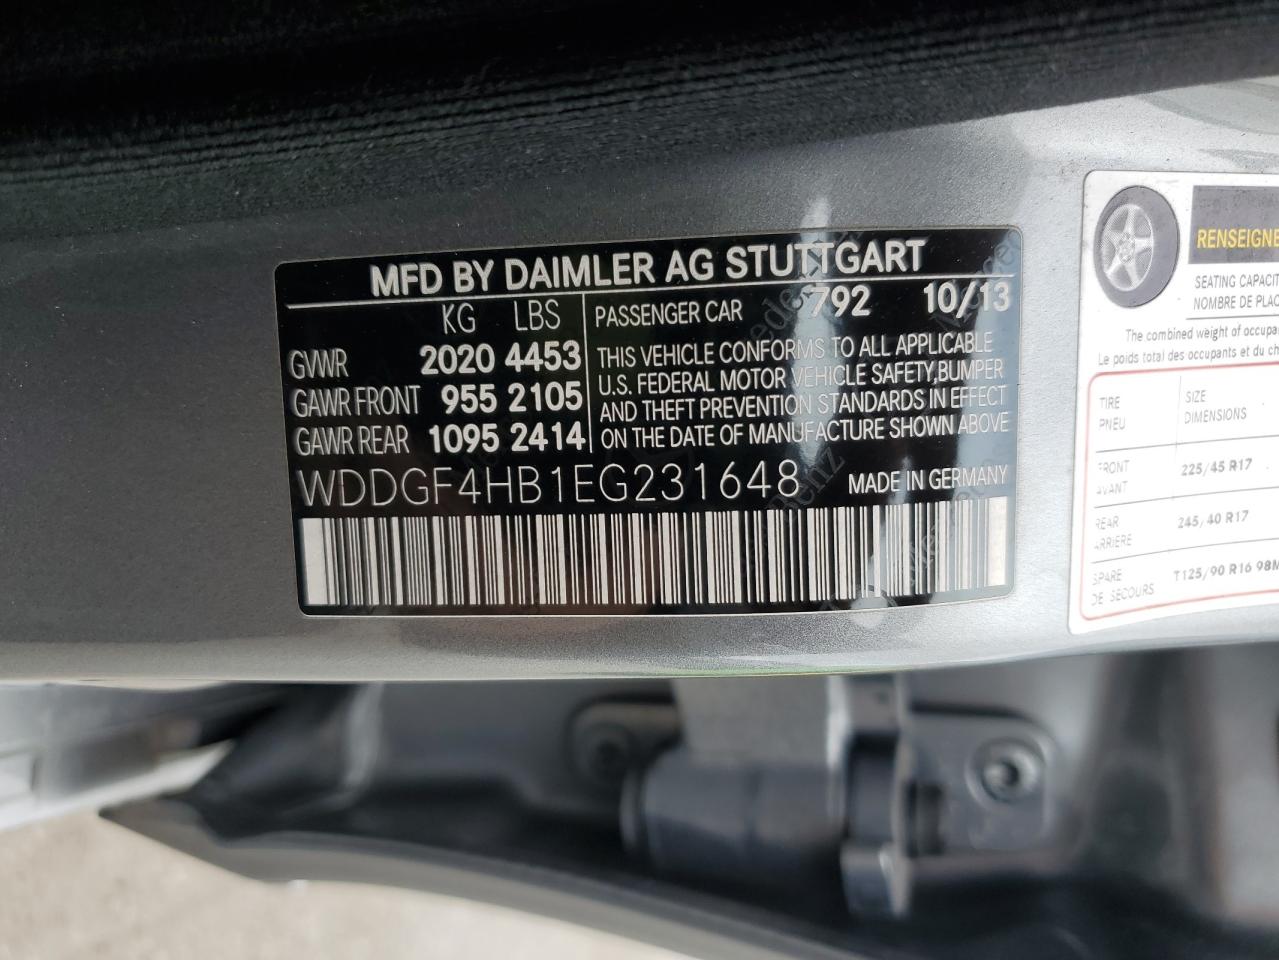 MFD BY DAIMLER AG STUTTGART
KG LBS
GVWR 2020 4453
GAWR FRONT 955 2105
GAWR REAR 1095 2414
PASSENGER CAR 792 10/13
THIS VEHICLE CONFORMS TO ALL APPLICABLE
U.S. FEDERAL MOTOR VEHICLE SAFETY, BUMPER
AND THEFT PREVENTION STANDARDS IN EFFECT
ON THE DATE OF MANUFACTURE SHOWN ABOVE
WDDGF4HB1EG231648 MADE IN GERMANY
RENSEIGNE
SEATING CAPACIT
NOMBRE DE PLAC
The combined weight of occupa
Le poids total des occupants et du ch
TIRE SIZE
PNEU DIMENSIONS
FRONT 225/45 R17
AVANT
REAR 245/40 R17
ARRIERE
SPARE T125/90 R16 98M
DE SECOURS